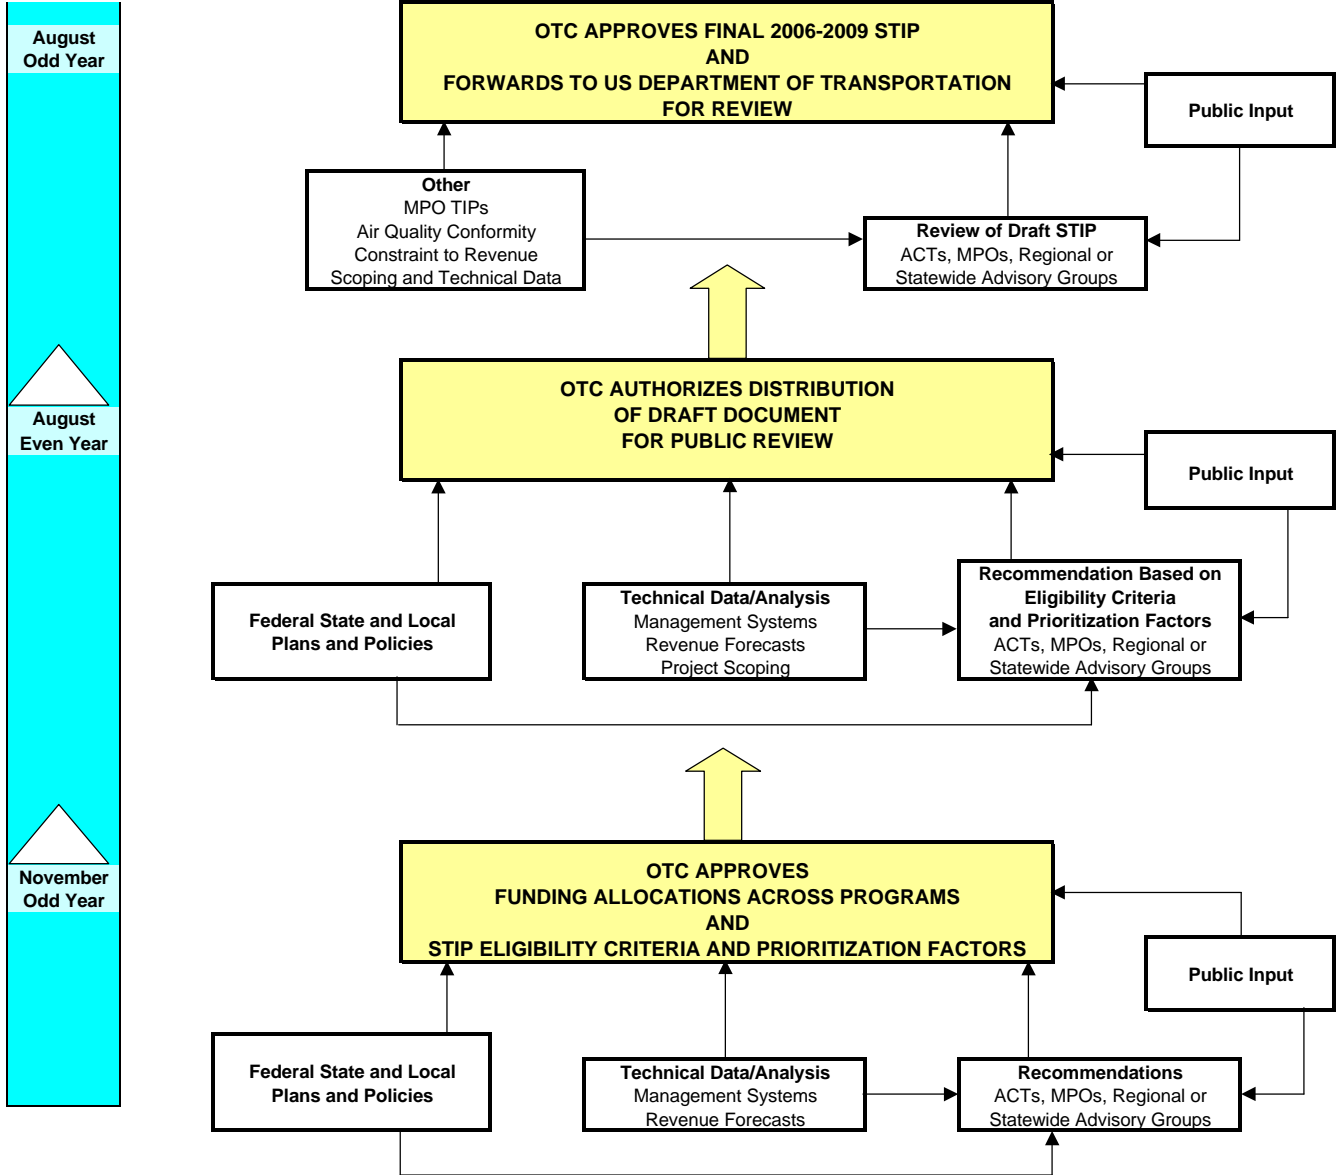 August
Odd Year
OTC APPROVES FINAL 2006-2009 STIP
AND
FORWARDS TO US DEPARTMENT OF TRANSPORTATION
FOR REVIEW
Public Input
Other
MPO TIPs
Air Quality Conformity
Constraint to Revenue
Scoping and Technical Data
Review of Draft STIP
ACTs, MPOs, Regional or
Statewide Advisory Groups
August
Even Year
OTC AUTHORIZES DISTRIBUTION
OF DRAFT DOCUMENT
FOR PUBLIC REVIEW
Public Input
Federal State and Local
Plans and Policies
Technical Data/Analysis
Management Systems
Revenue Forecasts
Project Scoping
Recommendation Based on
Eligibility Criteria
and Prioritization Factors
ACTs, MPOs, Regional or
Statewide Advisory Groups
November
Odd Year
OTC APPROVES
FUNDING ALLOCATIONS ACROSS PROGRAMS
AND
STIP ELIGIBILITY CRITERIA AND PRIORITIZATION FACTORS
Public Input
Federal State and Local
Plans and Policies
Technical Data/Analysis
Management Systems
Revenue Forecasts
Recommendations
ACTs, MPOs, Regional or
Statewide Advisory Groups